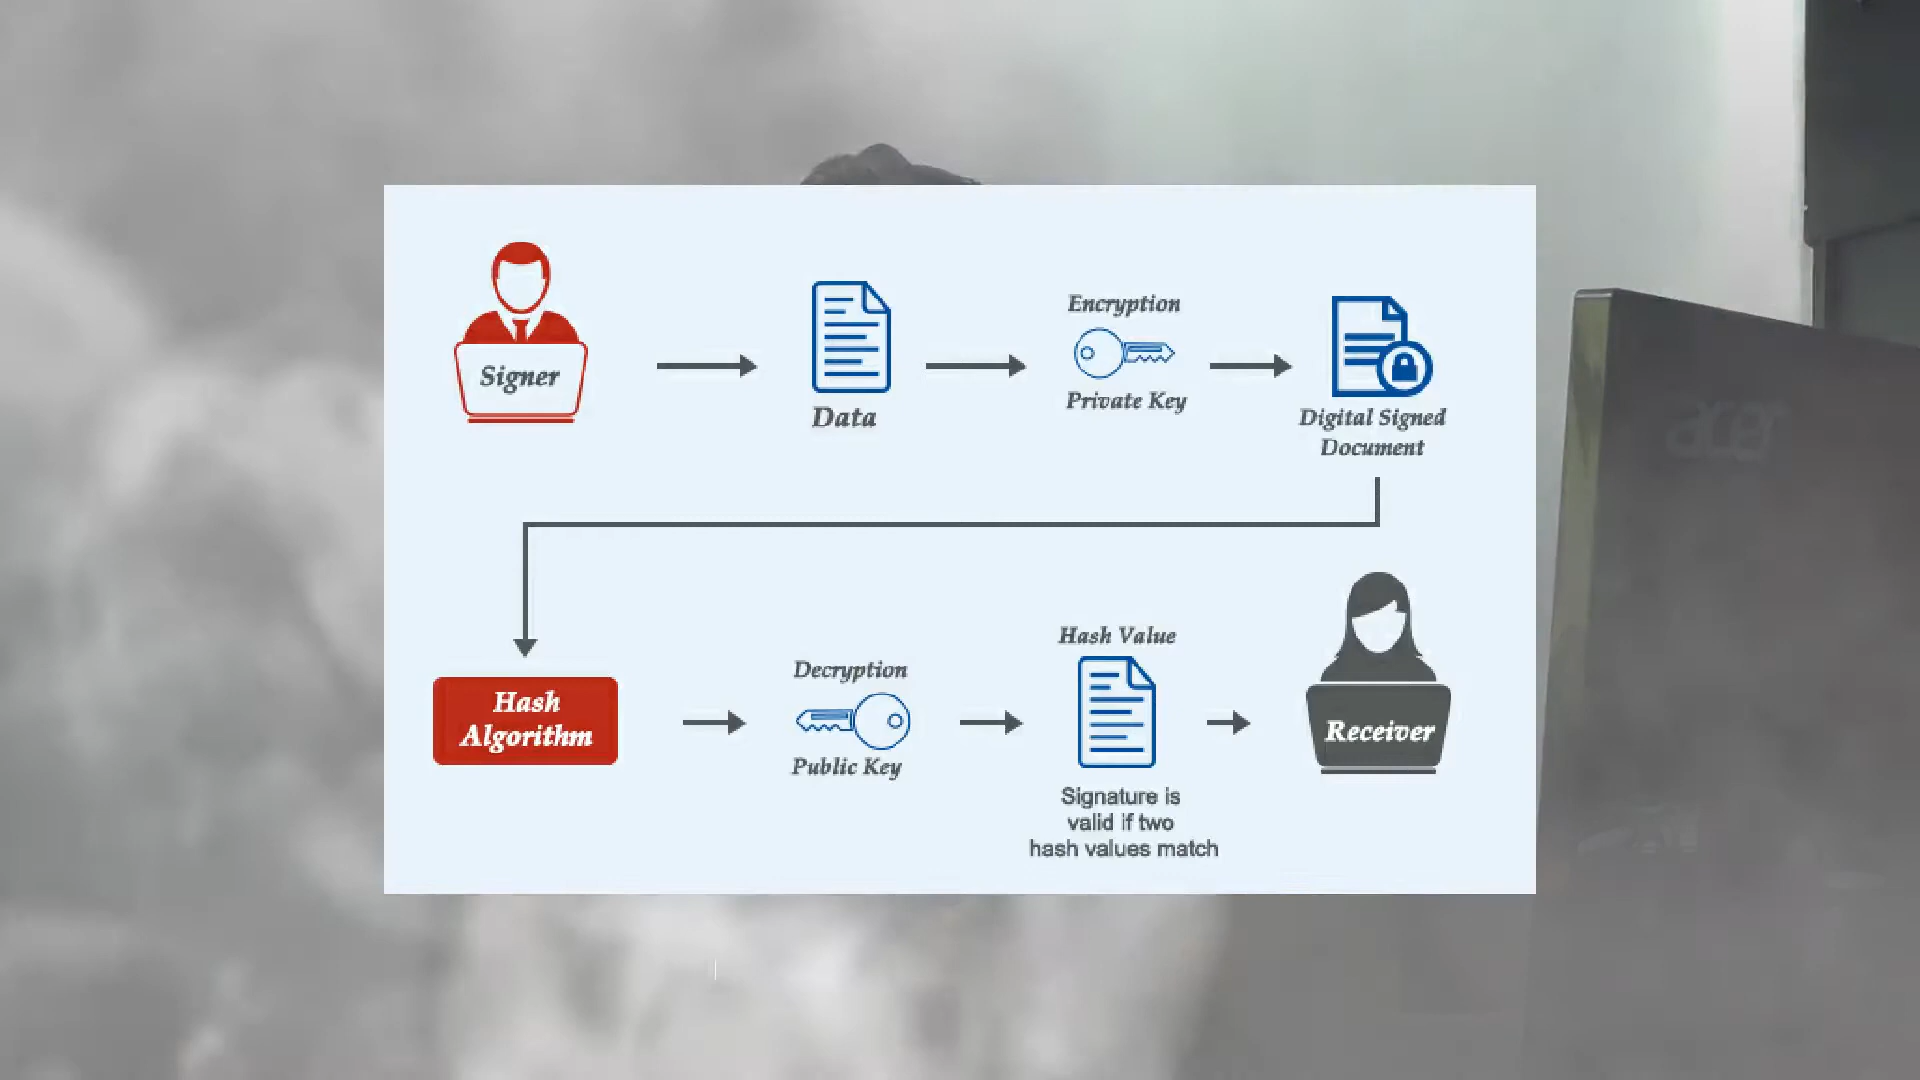 Signer
Data
Encryption
Private Key
Digital Signed
Document
Hash
Algorithm
Decryption
Public Key
Hash Value
Signature is
valid if two
hash values match
Receiver
acer